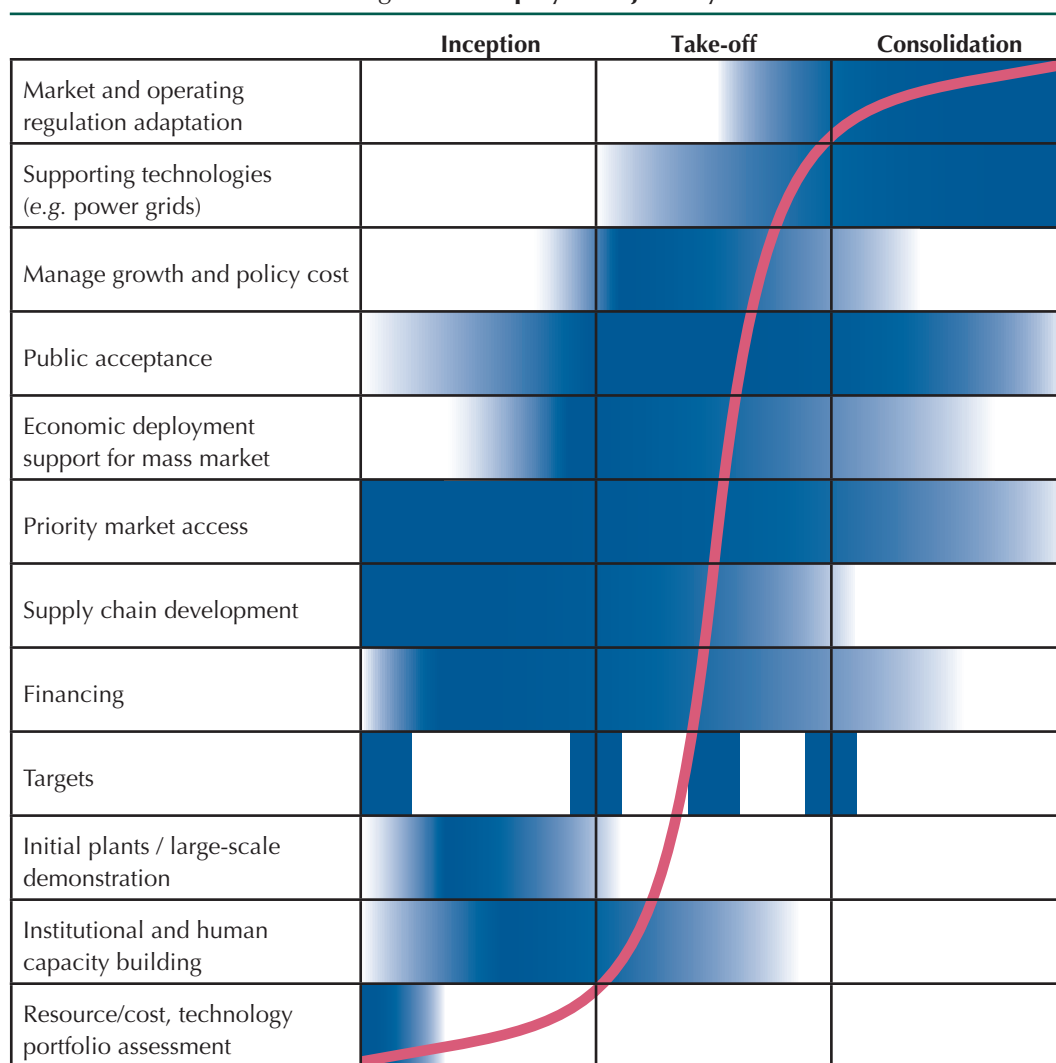 Inception Take-off Consolidation
Market and operating
regulation adaptation
Supporting technologies
(e.g. power grids)
Manage growth and policy cost
Public acceptance
Economic deployment
support for mass market
Priority market access
Supply chain development
Financing
Targets
Initial plants / large-scale
demonstration
Institutional and human
capacity building
Resource/cost, technology
portfolio assessment